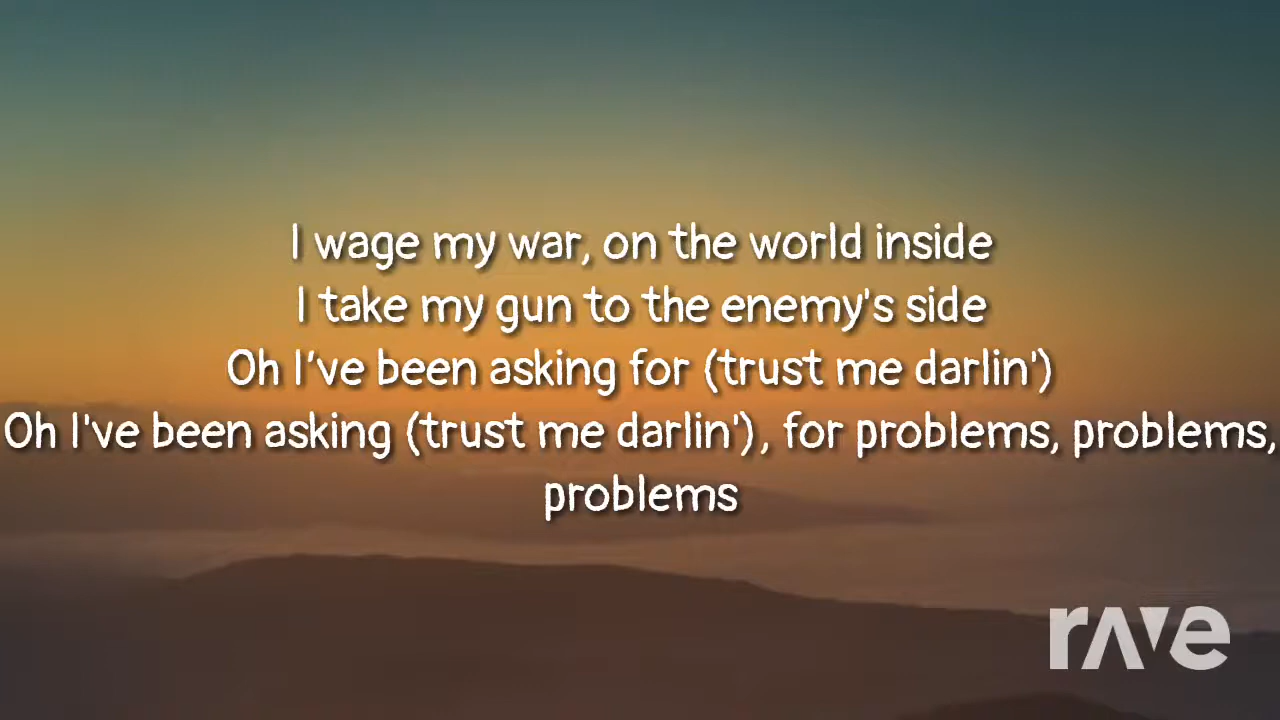 I wage my war, on the world inside
I take my gun to the enemy's side
Oh I've been asking for (trust me darlin')
Oh I've been asking (trust me darlin'), for problems, problems,
problems
rave